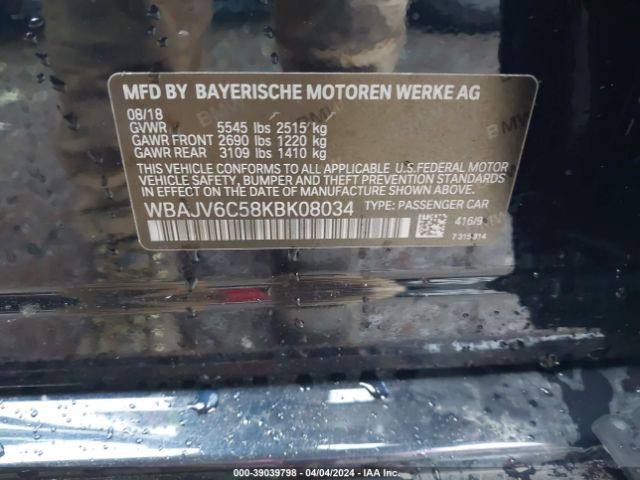 MFD BY BAYERISCHE MOTOREN WERKE AG
08/18
GVWR 5545 lbs 2515 kg
GAWR FRONT 2690 lbs 1220 kg
GAWR REAR 3109 lbs 1410 kg
THIS VEHICLE CONFORMS TO ALL APPLICABLE U.S.FEDERAL MOTOR
VEHICLE SAFETY, BUMPER AND THEFT PREVENTION STANDARDS
IN EFFECT ON THE DATE OF MANUFACTURE SHOWN ABOVE.
WBAJV6C58KBK08034 TYPE: PASSENGER CAR
416/9
000-39039798 - 04/04/2024 - IAA Inc.